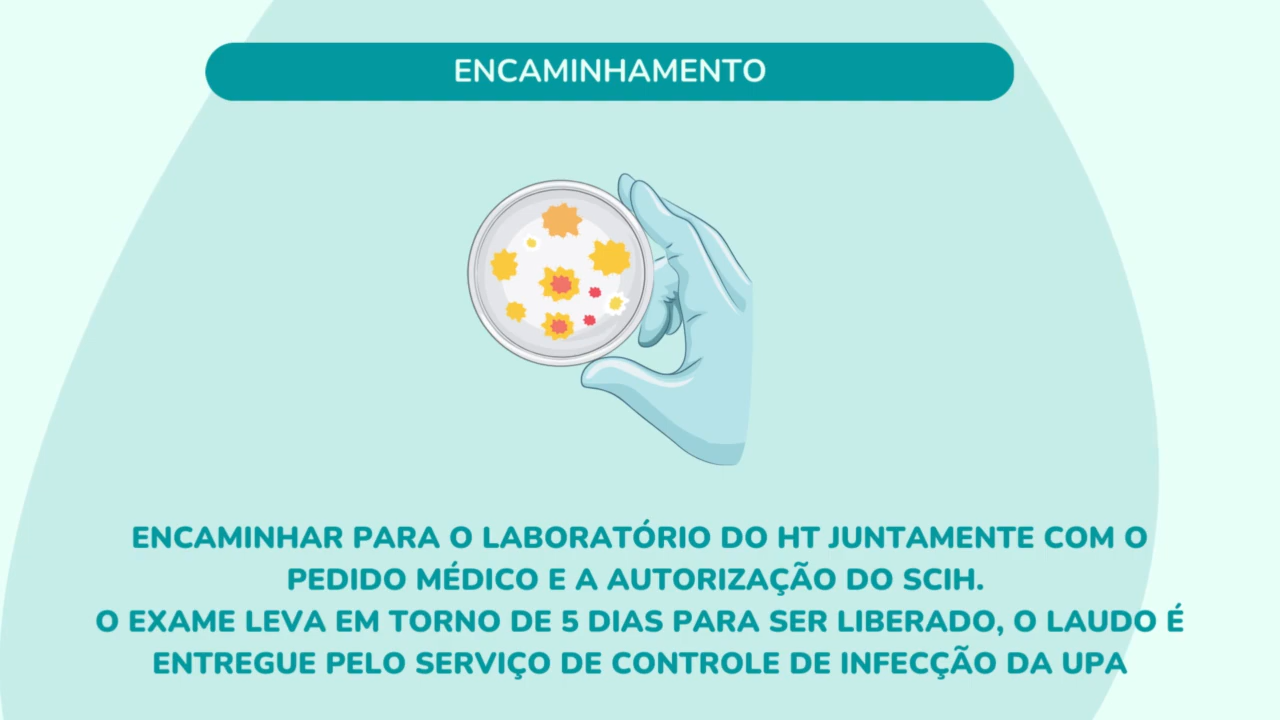 ENCAMINHAMENTO
ENCAMINHAR PARA O LABORATÓRIO DO HT JUNTAMENTE COM O
PEDIDO MÉDICO E A AUTORIZAÇÃO DO SCIH.
O EXAME LEVA EM TORNO DE 5 DIAS PARA SER LIBERADO, O LAUDO É
ENTREGUE PELO SERVIÇO DE CONTROLE DE INFECÇÃO DA UPA